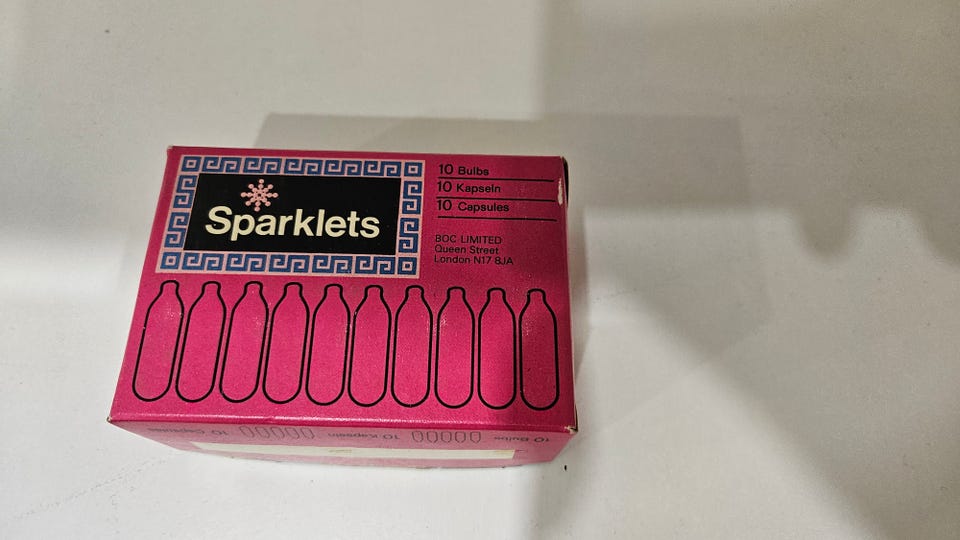 Sparklets
10 Bulbs
10 Kapseln
10 Capsules
BOC LIMITED
Queen Street
London N17 8JA
10 Bulbs 10 Kapseln 10 Capsules